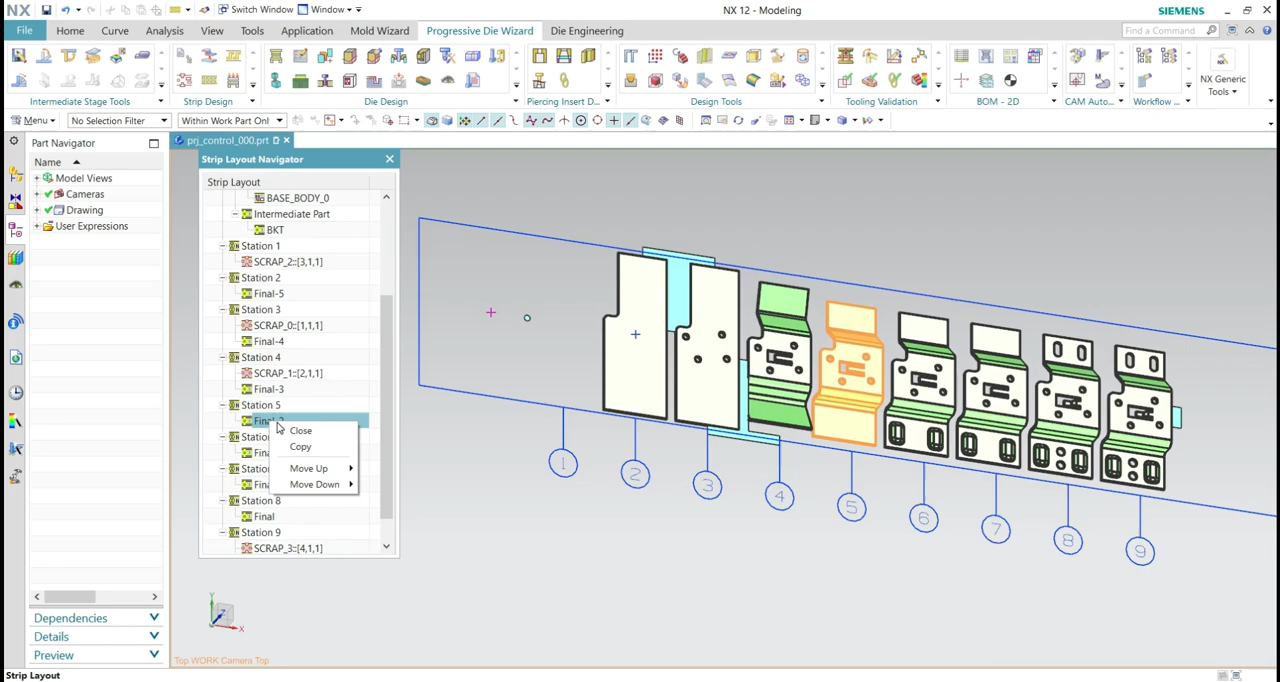 NX
Switch Window
Window
NX 12 - Modeling
SIEMENS
File
Home
Curve
Analysis
View
Tools
Application
Mold Wizard
Progressive Die Wizard
Die Engineering
Find a Command
NX Generic
Tools
Intermediate Stage Tools
Strip Design
Die Design
Piercing Insert D...
Design Tools
Tooling Validation
BOM - 2D
CAM Auto...
Workflow ...
Menu
No Selection Filter
Within Work Part Only
Part Navigator
prj_control_000.prt
Name
Model Views
Cameras
Drawing
User Expressions
Strip Layout Navigator
Strip Layout
BASE_BODY_0
Intermediate Part
BKT
Station 1
SCRAP_2::[3,1,1]
Station 2
Final-5
Station 3
SCRAP_0::[1,1,1]
Final-4
Station 4
SCRAP_1::[2,1,1]
Final-3
Station 5
Station 8
Final
Station 9
SCRAP_3::[4,1,1]
Close
Copy
Move Up
Move Down
1
2
3
4
5
6
7
8
9
Dependencies
Details
Preview
Y
X
Top WORK Camera Top
Strip Layout